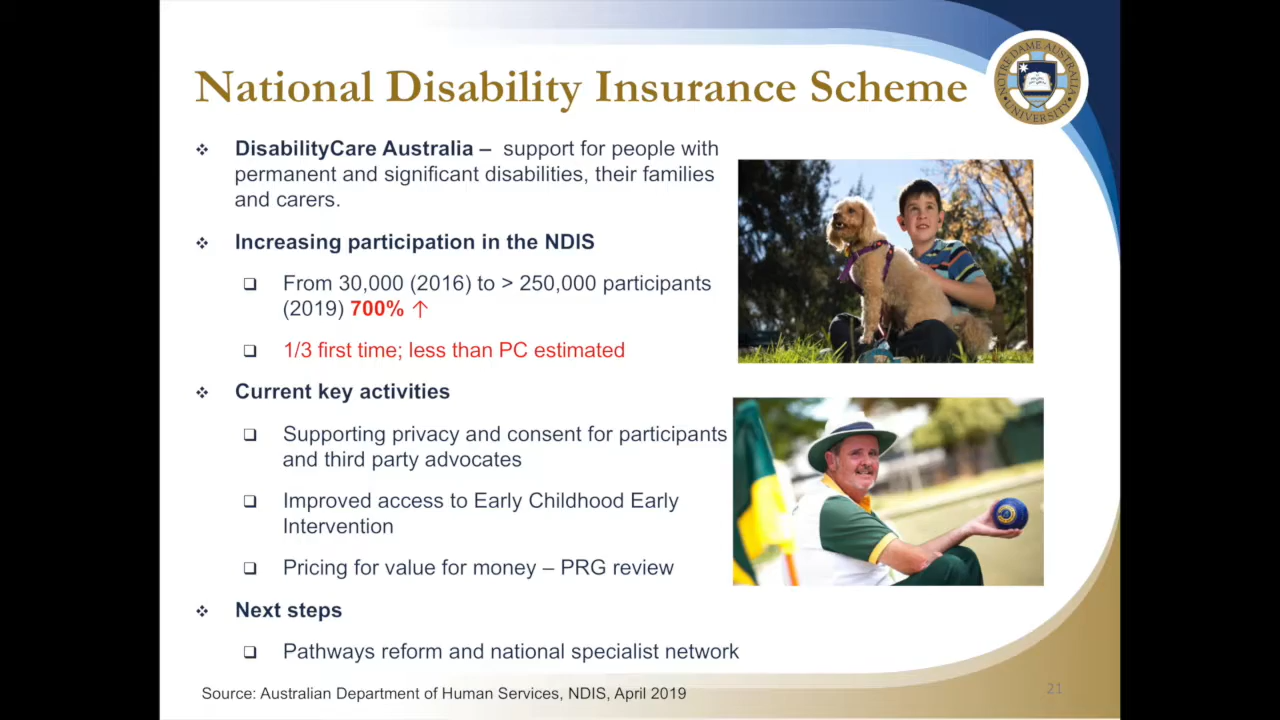 National Disability Insurance Scheme
NOTRE DAME AUSTRALIA
UNIVERSITY
❖ DisabilityCare Australia – support for people with
permanent and significant disabilities, their families
and carers.
❖ Increasing participation in the NDIS
❑ From 30,000 (2016) to > 250,000 participants
(2019) 700% ↑
❑ 1/3 first time; less than PC estimated
❖ Current key activities
❑ Supporting privacy and consent for participants
and third party advocates
❑ Improved access to Early Childhood Early
Intervention
❑ Pricing for value for money – PRG review
❖ Next steps
❑ Pathways reform and national specialist network
Source: Australian Department of Human Services, NDIS, April 2019
21